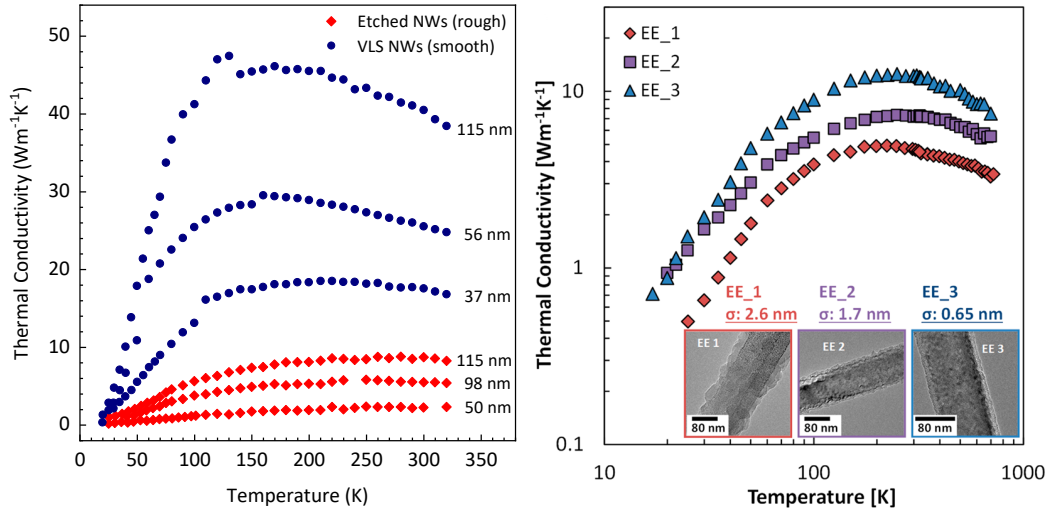 Etched NWs (rough)
VLS NWs (smooth)
Thermal Conductivity (Wm⁻¹K⁻¹)
50
40
30
20
10
0
115 nm
56 nm
37 nm
115 nm
98 nm
50 nm
0 50 100 150 200 250 300 350
Temperature (K)
EE_1
EE_2
EE_3
Thermal Conductivity [Wm⁻¹K⁻¹]
10
1
0.1
EE_1 EE_2 EE_3
σ: 2.6 nm σ: 1.7 nm σ: 0.65 nm
EE 1 EE 2 EE 3
80 nm 80 nm 80 nm
10 100 1000
Temperature [K]